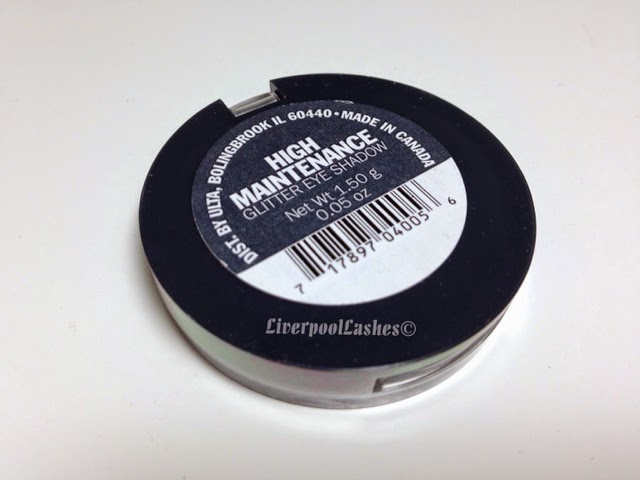 DIST. BY ULTA, BOLINGBROOK IL 60440 • MADE IN CANADA
HIGH
MAINTENANCE
GLITTER EYE SHADOW
Net Wt 1.50 g
0.05 oz
7 17897 04005 6
LiverpoolLashes©